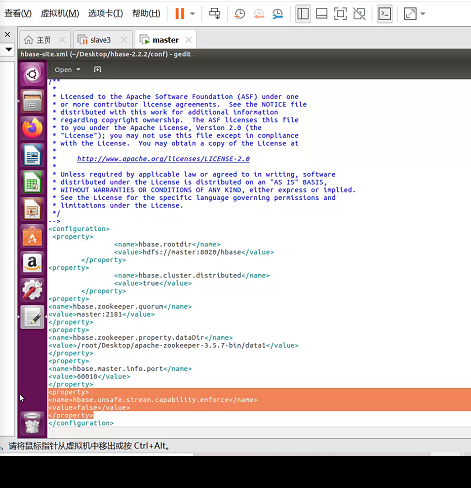 查看(V) 虚拟机(M) 选项卡(T) 帮助(H)
主页
slave3
master
hbase-site.xml (~/Desktop/hbase-2.2.2/conf) - gedit
Open
/**
*
* Licensed to the Apache Software Foundation (ASF) under one
* or more contributor license agreements. See the NOTICE file
* distributed with this work for additional information
* regarding copyright ownership. The ASF licenses this file
* to you under the Apache License, Version 2.0 (the
* "License"); you may not use this file except in compliance
* with the License. You may obtain a copy of the License at
*
* http://www.apache.org/licenses/LICENSE-2.0
*
* Unless required by applicable law or agreed to in writing, software
* distributed under the License is distributed on an "AS IS" BASIS,
* WITHOUT WARRANTIES OR CONDITIONS OF ANY KIND, either express or implied.
* See the License for the specific language governing permissions and
* limitations under the License.
*/
-->
<configuration>
<property>
<name>hbase.rootdir</name>
<value>hdfs://master:8020/hbase</value>
</property>
<property>
<name>hbase.cluster.distributed</name>
<value>true</value>
</property>
<property>
<name>hbase.zookeeper.quorum</name>
<value>master:2181</value>
</property>
<property>
<name>hbase.zookeeper.property.dataDir</name>
<value>/root/Desktop/apache-zookeeper-3.5.7-bin/data1</value>
</property>
<property>
<name>hbase.master.info.port</name>
<value>60010</value>
</property>
<property>
<name>hbase.unsafe.stream.capability.enforce</name>
<value>false</value>
</property>
</configuration>
请将鼠标指针从虚拟机中移出或按 Ctrl+Alt。